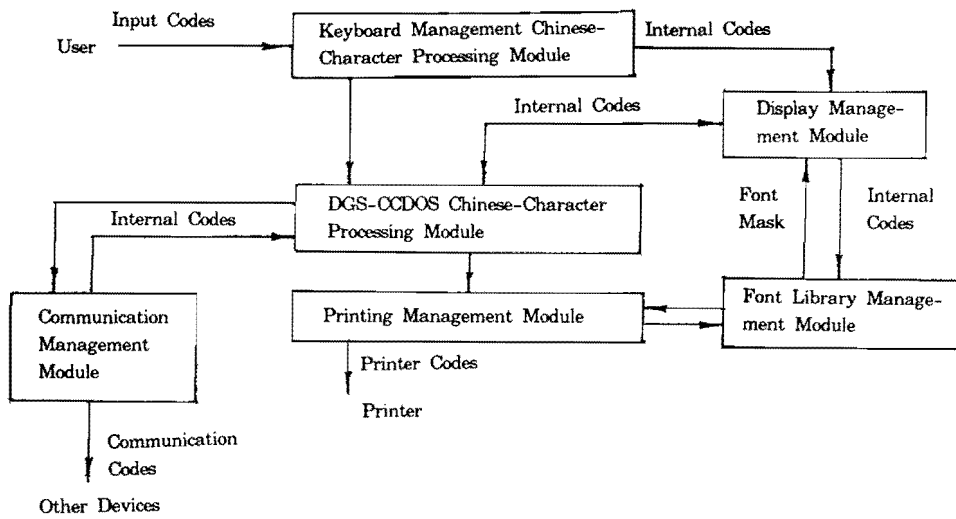 Input Codes
User
Keyboard Management Chinese-
Character Processing Module
Internal Codes
Internal Codes
Display Manage-
ment Module
Font
Mask
Internal
Codes
DGS-CCDOS Chinese-Character
Processing Module
Internal Codes
Communication
Management
Module
Printing Management Module
Font Library Manage-
ment Module
Printer Codes
Printer
Communication
Codes
Other Devices